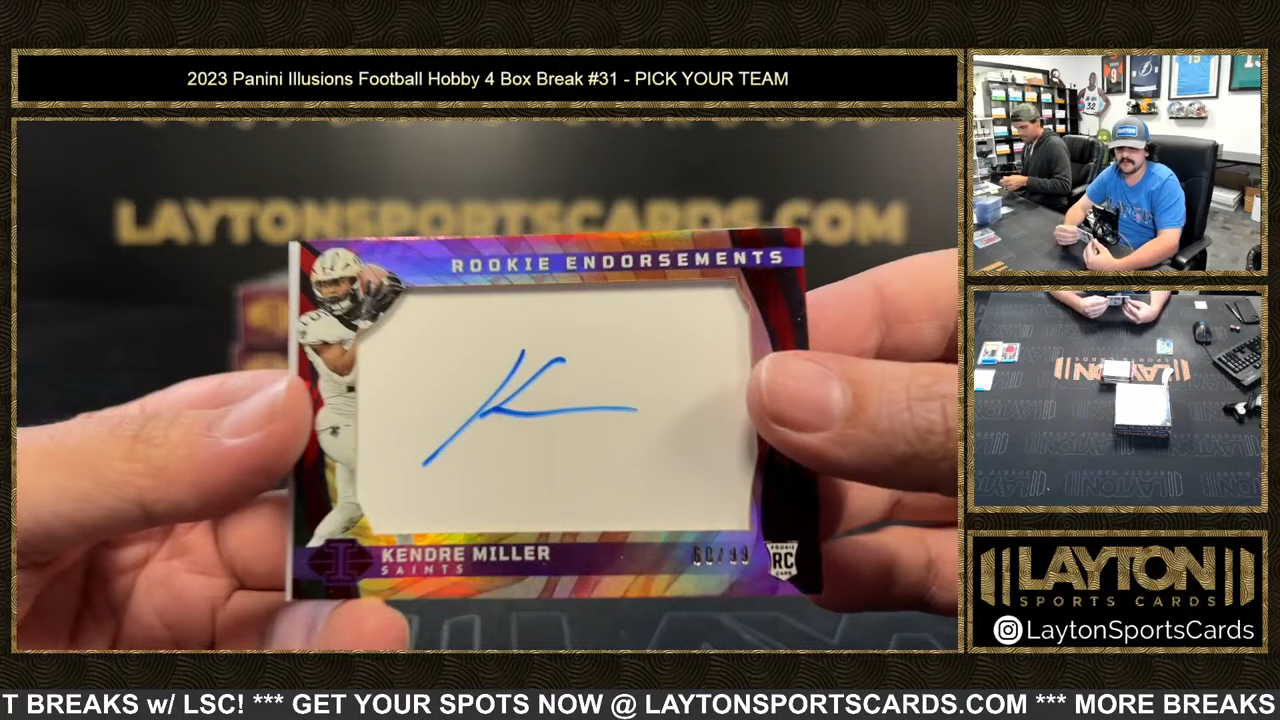 2023 Panini Illusions Football Hobby 4 Box Break #31 - PICK YOUR TEAM
LAYTONSPORTSCARDS.COM
ROOKIE ENDORSEMENTS
KENDRE MILLER
SAINTS
ROOKIE
RC
CARD
LAYTON
SPORTS CARDS
LaytonSportsCards
T BREAKS w/ LSC! *** GET YOUR SPOTS NOW @ LAYTONSPORTSCARDS.COM *** MORE BREAKS